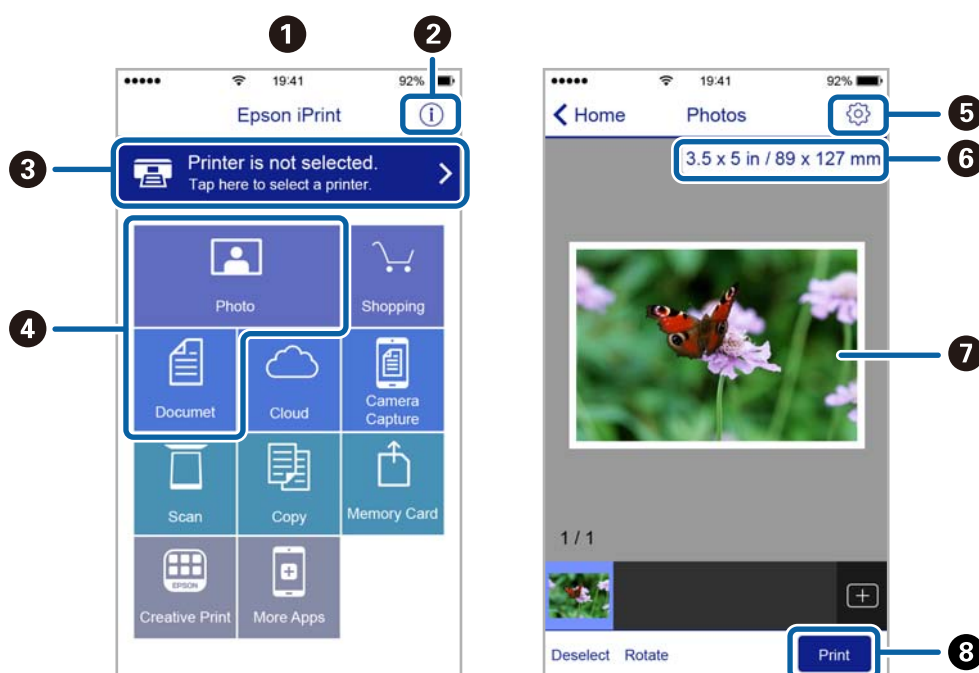 1
2
19:41
92%
Epson iPrint
3
Printer is not selected.
Tap here to select a printer.
4
Photo
Shopping
Documet
Cloud
Camera
Capture
Scan
Copy
Memory Card
EPSON
Creative Print
More Apps
19:41
92%
Home
Photos
5
3.5 x 5 in / 89 x 127 mm
6
7
1 / 1
Deselect
Rotate
Print
8